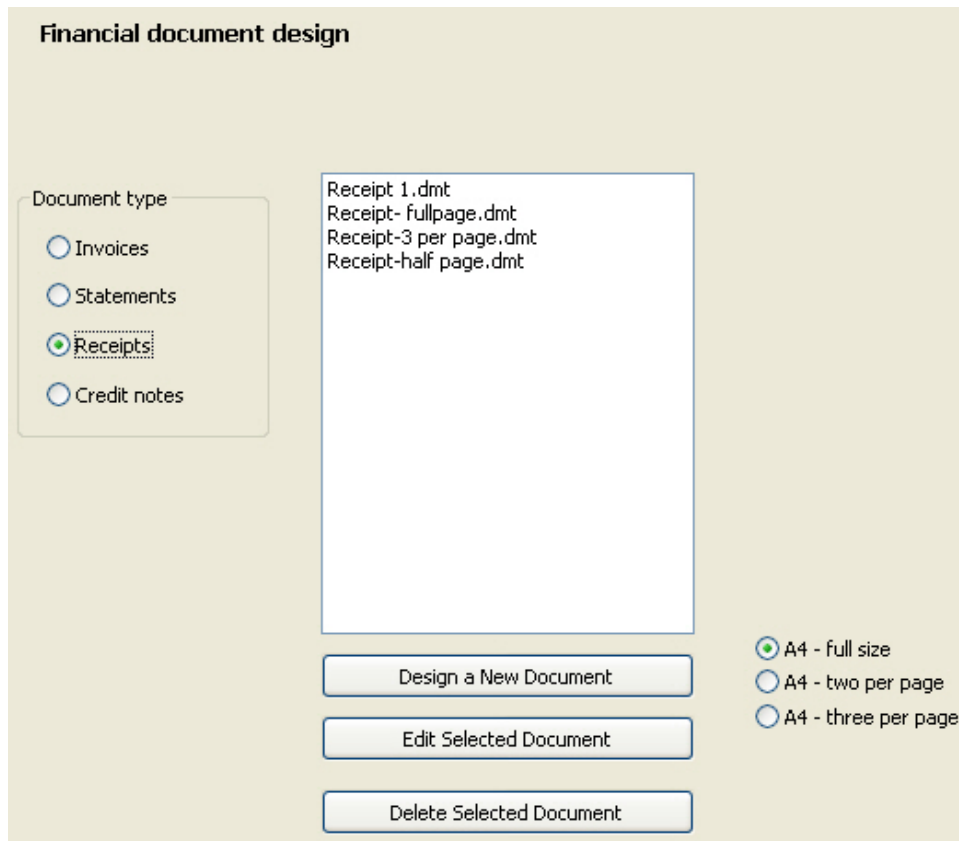 Financial document design
Document type
Invoices
Statements
Receipts
Credit notes
Receipt 1.dmt
Receipt- fullpage.dmt
Receipt-3 per page.dmt
Receipt-half page.dmt
Design a New Document
Edit Selected Document
Delete Selected Document
A4 - full size
A4 - two per page
A4 - three per page